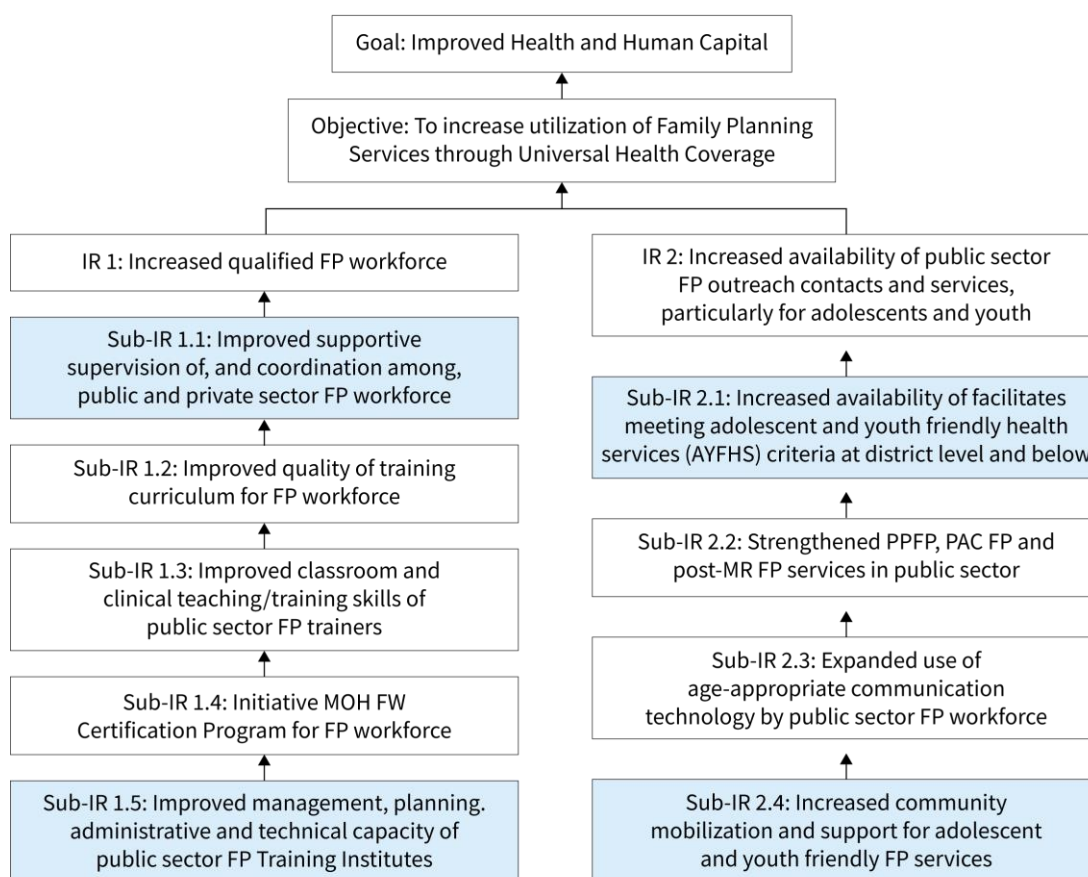 Goal: Improved Health and Human Capital
Objective: To increase utilization of Family Planning
Services through Universal Health Coverage
IR 1: Increased qualified FP workforce
Sub-IR 1.1: Improved supportive
supervision of, and coordination among,
public and private sector FP workforce
Sub-IR 1.2: Improved quality of training
curriculum for FP workforce
Sub-IR 1.3: Improved classroom and
clinical teaching/training skills of
public sector FP trainers
Sub-IR 1.4: Initiative MOH FW
Certification Program for FP workforce
Sub-IR 1.5: Improved management, planning.
administrative and technical capacity of
public sector FP Training Institutes
IR 2: Increased availability of public sector
FP outreach contacts and services,
particularly for adolescents and youth
Sub-IR 2.1: Increased availability of facilitates
meeting adolescent and youth friendly health
services (AYFHS) criteria at district level and below
Sub-IR 2.2: Strengthened PPFP, PAC FP and
post-MR FP services in public sector
Sub-IR 2.3: Expanded use of
age-appropriate communication
technology by public sector FP workforce
Sub-IR 2.4: Increased community
mobilization and support for adolescent
and youth friendly FP services